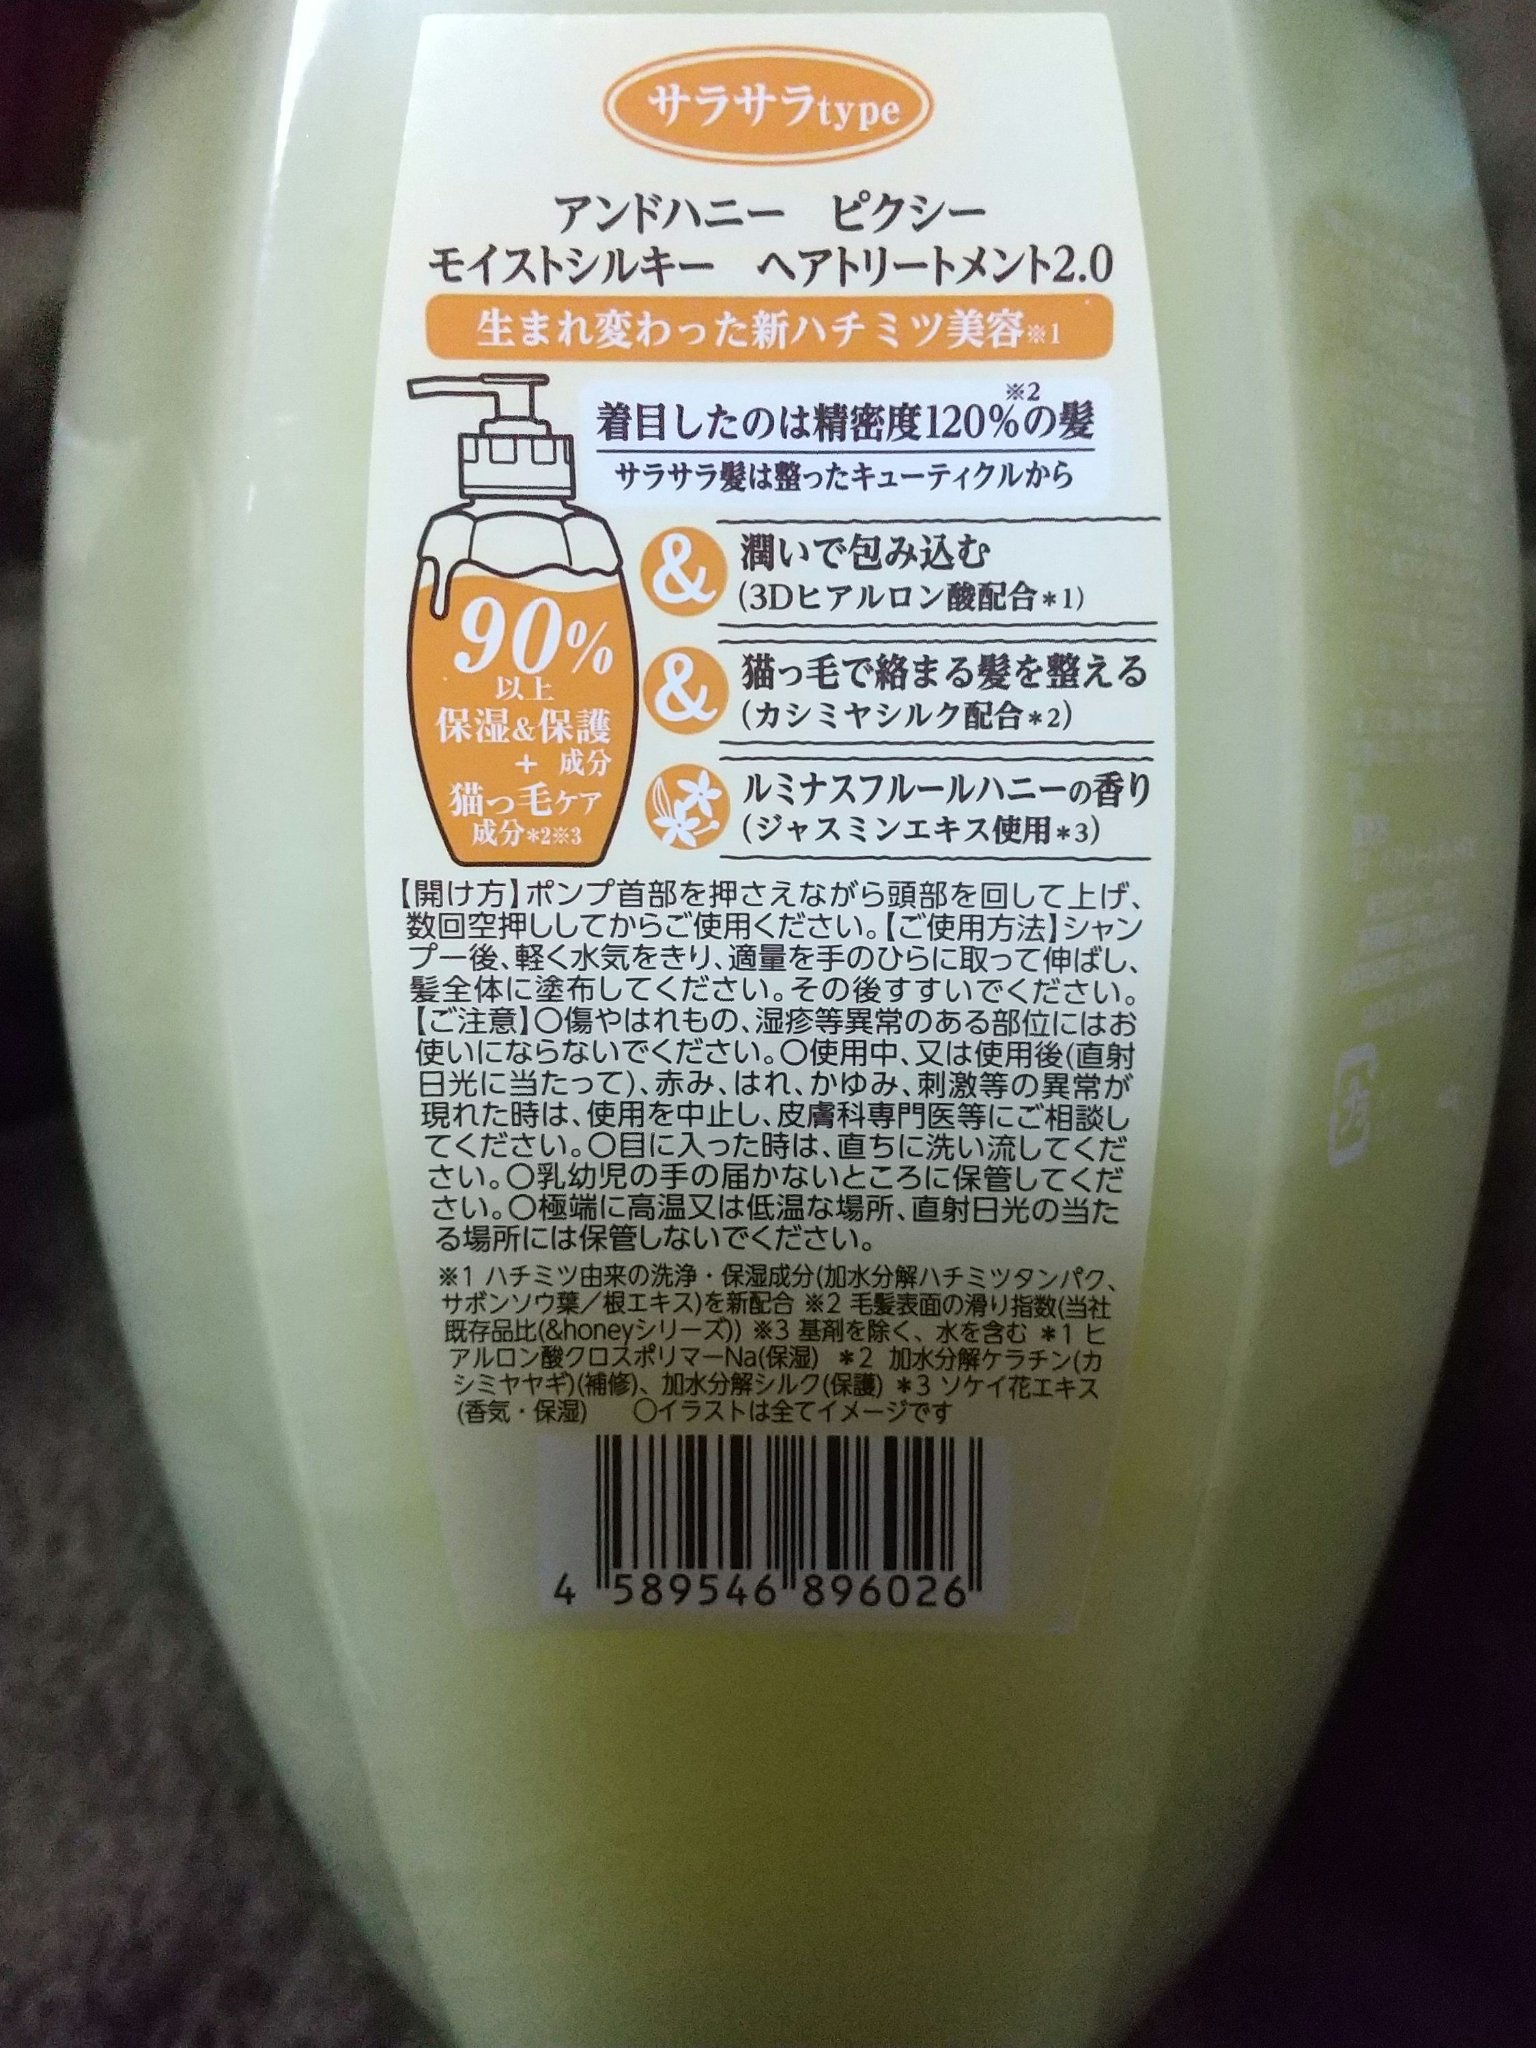 サラサラtype
アンドハニー ピクシー
モイストシルキー ヘアトリートメント2.0
生まれ変わった新ハチミツ美容※1
着目したのは精密度120%※2の髪
サラサラ髪は整ったキューティクルから
90%
以上
保湿&保護
+ 成分
猫っ毛ケア
成分*2※3
& 潤いで包み込む
(3Dヒアルロン酸配合*1)
& 猫っ毛で絡まる髪を整える
(カシミヤシルク配合*2)
ルミナスフルールハニーの香り
(ジャスミンエキス使用*3)
【開け方】ポンプ首部を押さえながら頭部を回して上げ、
数回空押ししてからご使用ください。【ご使用方法】シャン
プー後、軽く水気をきり、適量を手のひらに取って伸ばし、
髪全体に塗布してください。その後すすいでください。
【ご注意】○傷やはれもの、湿疹等異常のある部位にはお
使いにならないでください。○使用中、又は使用後(直射
日光に当たって)、赤み、はれ、かゆみ、刺激等の異常が
現れた時は、使用を中止し、皮膚科専門医等にご相談し
てください。○目に入った時は、直ちに洗い流してくだ
さい。○乳幼児の手の届かないところに保管してくだ
さい。○極端に高温又は低温な場所、直射日光の当た
る場所には保管しないでください。
※1 ハチミツ由来の洗浄・保湿成分(加水分解ハチミツタンパク、
サボンソウ葉/根エキス)を新配合 ※2 毛髪表面の滑り指数(当社
既存品比(&honeyシリーズ)) ※3 基剤を除く、水を含む *1 ヒ
アルロン酸クロスポリマーNa(保湿) *2 加水分解ケラチン(カ
シミヤヤギ)(補修)、加水分解シルク(保護) *3 ソケイ花エキス
(香気・保湿) ○イラストは全てイメージです
4 589546 896026